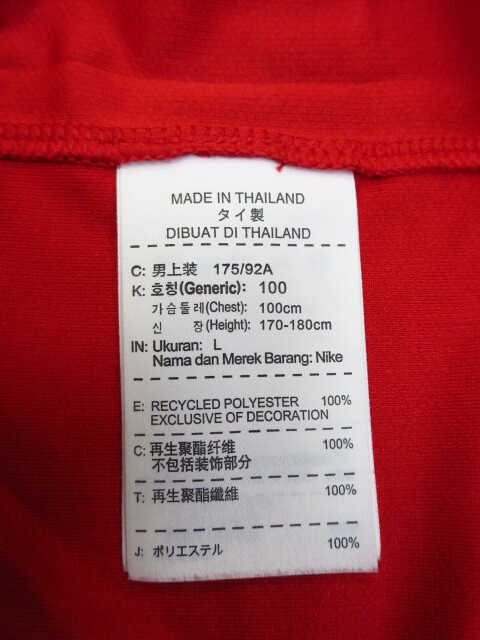 MADE IN THAILAND
タイ製
DIBUAT DI THAILAND
C: 男上装 175/92A
K: 호칭(Generic): 100
가슴둘레(Chest): 100cm
신 장(Height): 170-180cm
IN: Ukuran: L
Nama dan Merek Barang: Nike
E: RECYCLED POLYESTER 100%
EXCLUSIVE OF DECORATION
C: 再生聚酯纤维 100%
不包括装饰部分
T: 再生聚酯纖維 100%
J: ポリエステル 100%